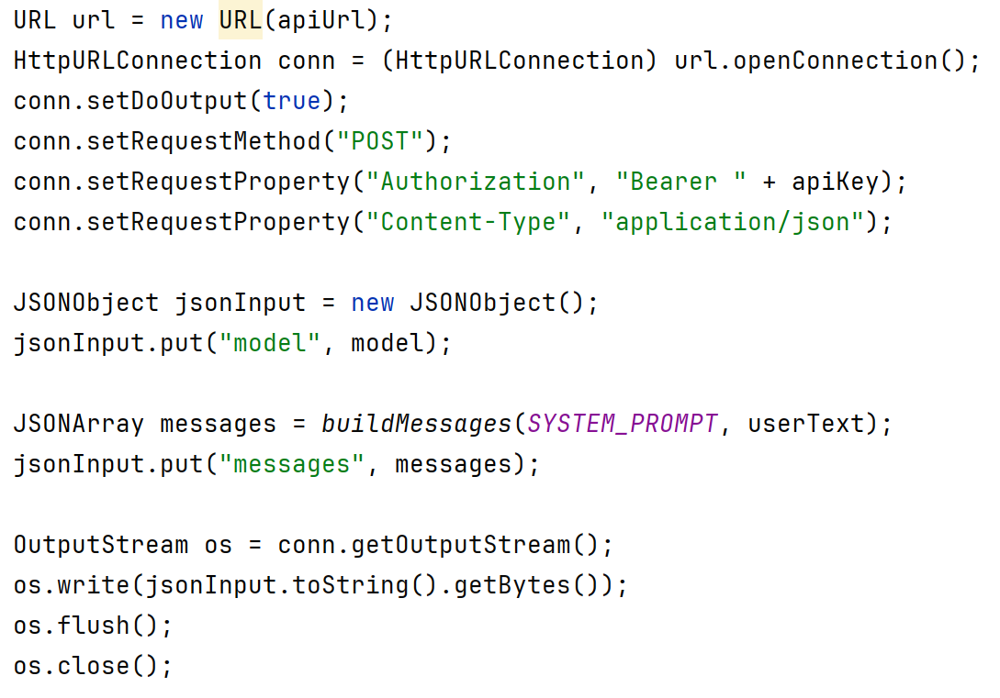 URL url = new URL(apiUrl);
HttpURLConnection conn = (HttpURLConnection) url.openConnection();
conn.setDoOutput(true);
conn.setRequestMethod("POST");
conn.setRequestProperty("Authorization", "Bearer " + apiKey);
conn.setRequestProperty("Content-Type", "application/json");
JSONObject jsonInput = new JSONObject();
jsonInput.put("model", model);
JSONArray messages = buildMessages(SYSTEM_PROMPT, userText);
jsonInput.put("messages", messages);
OutputStream os = conn.getOutputStream();
os.write(jsonInput.toString().getBytes());
os.flush();
os.close();